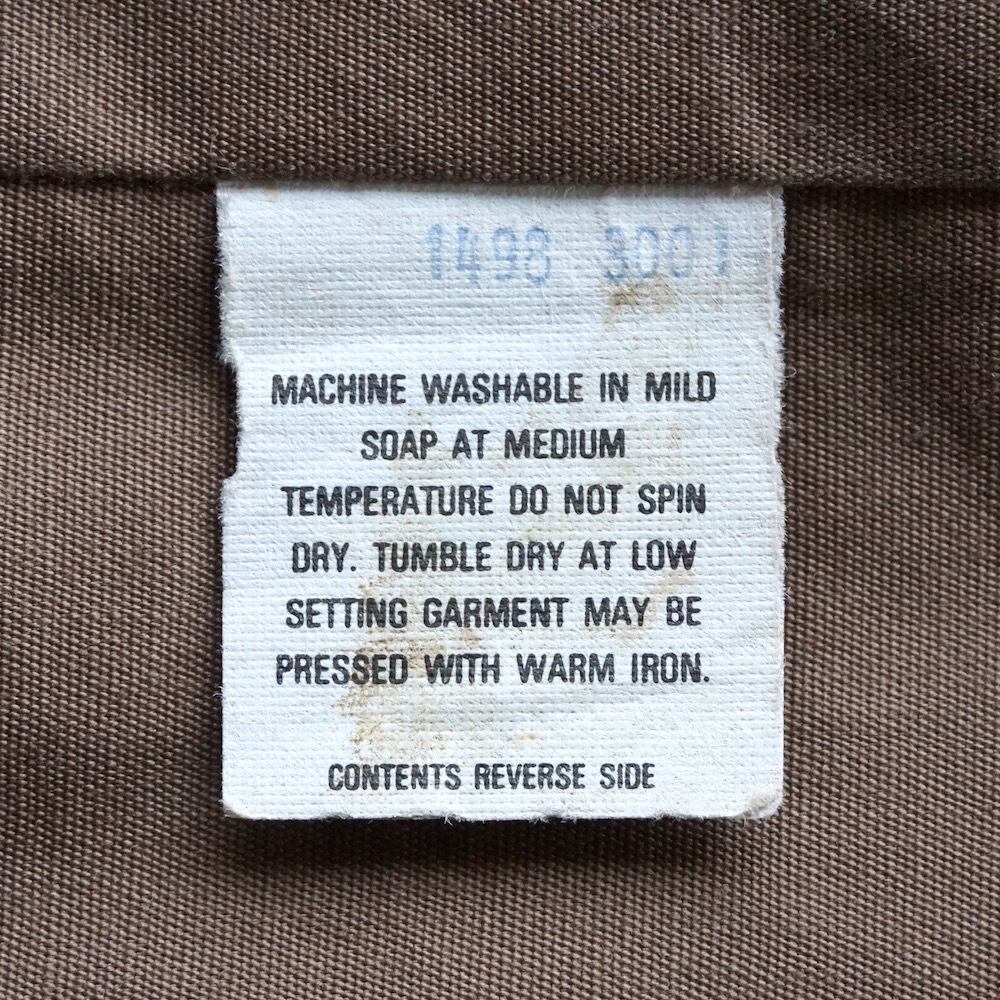 1498 3001
MACHINE WASHABLE IN MILD
SOAP AT MEDIUM
TEMPERATURE DO NOT SPIN
DRY. TUMBLE DRY AT LOW
SETTING GARMENT MAY BE
PRESSED WITH WARM IRON.
CONTENTS REVERSE SIDE